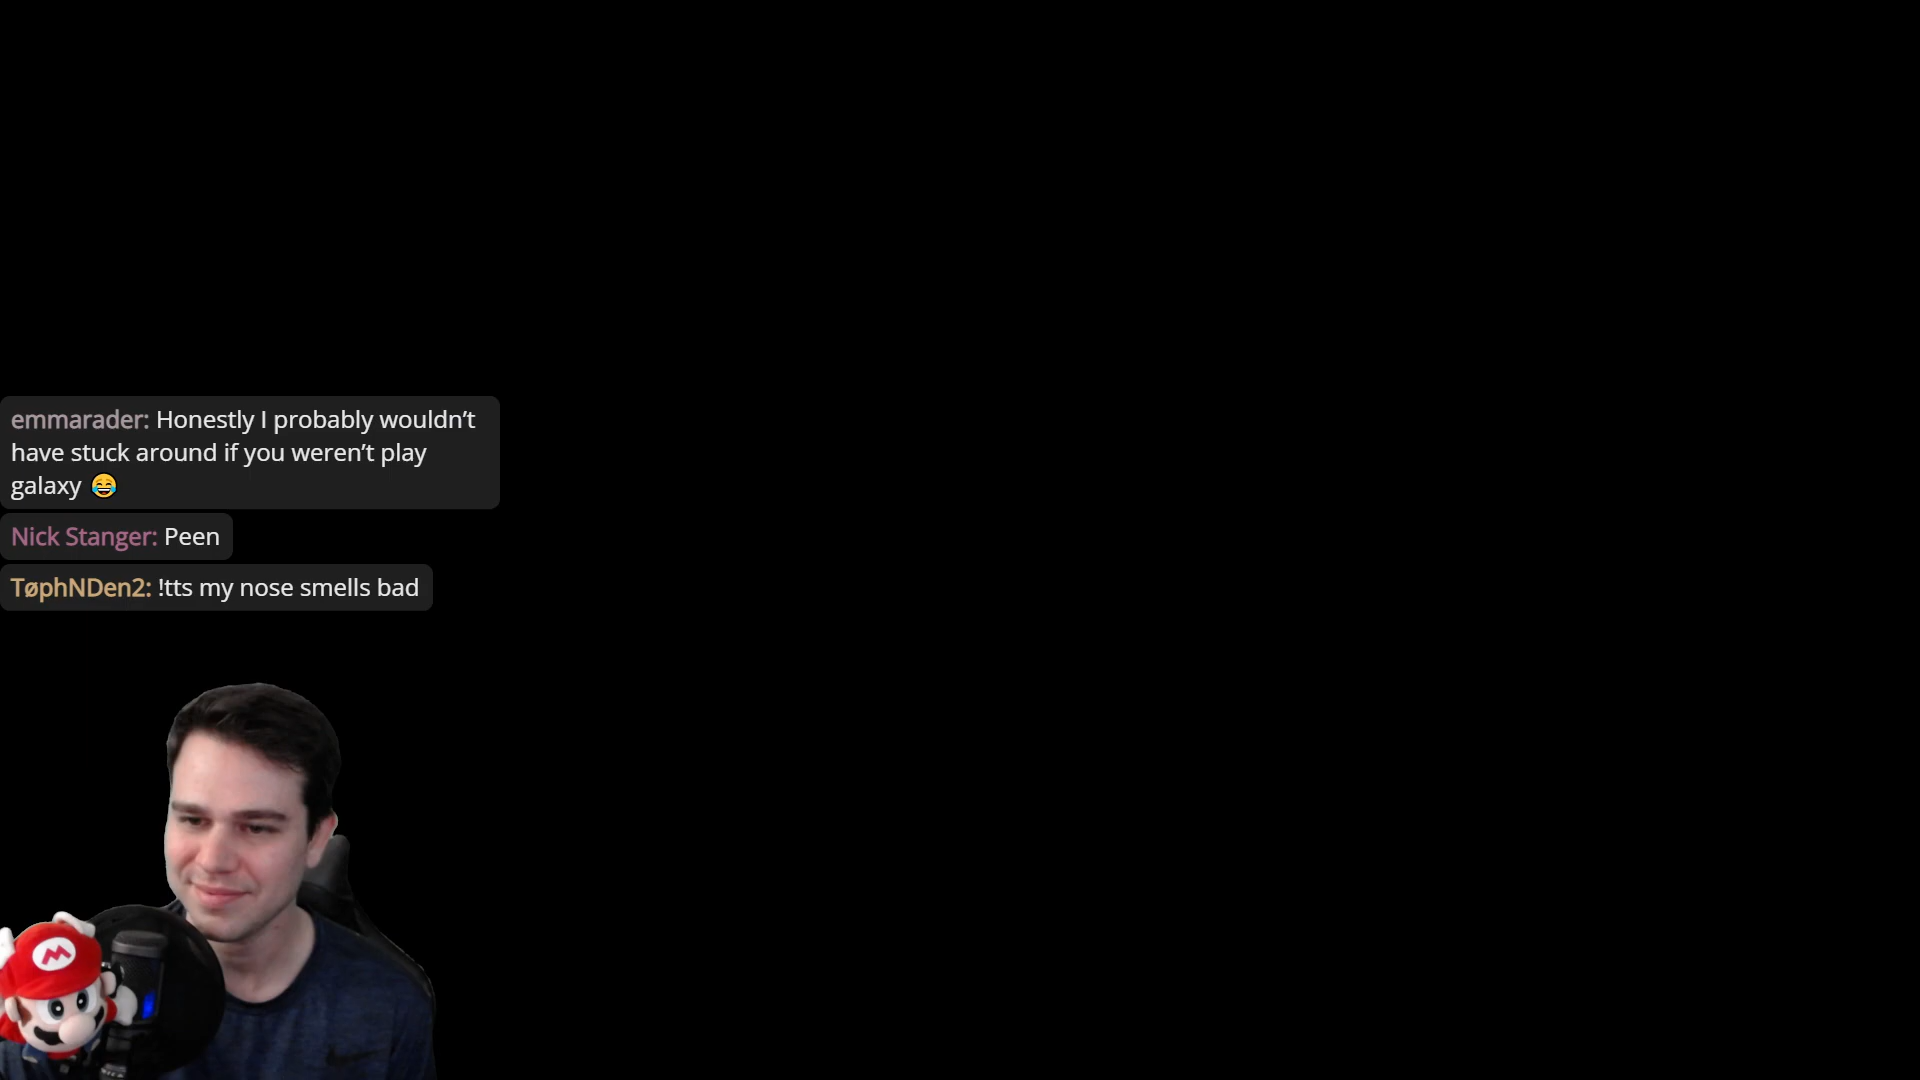 emmarader: Honestly I probably wouldn’t
have stuck around if you weren’t play
galaxy 😂
Nick Stanger: Peen
TøphNDen2: !tts my nose smells bad
M